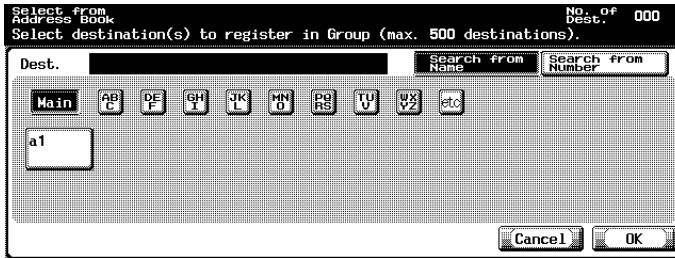 Select from
Address Book
No. of
Dest. 000
Select destination(s) to register in Group (max. 500 destinations).
Dest.
Search from
Name
Search from
Number
Main
AB
C
DE
F
GH
I
JK
L
MN
O
PQ
RS
TU
V
WX
YZ
etc
a1
Cancel
OK